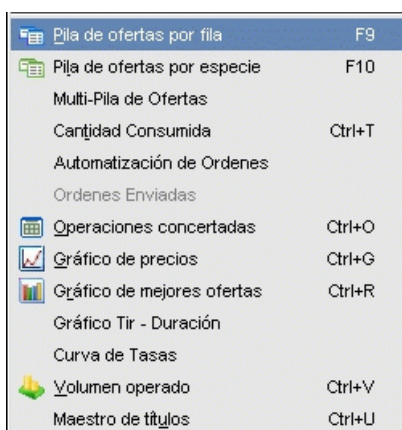 Pila de ofertas por fila F9
Pila de ofertas por especie F10
Multi-Pila de Ofertas
Cantidad Consumida Ctrl+T
Automatización de Ordenes
Ordenes Enviadas
Operaciones concertadas Ctrl+O
Gráfico de precios Ctrl+G
Gráfico de mejores ofertas Ctrl+R
Gráfico Tir - Duración
Curva de Tasas
Volumen operado Ctrl+V
Maestro de títulos Ctrl+U